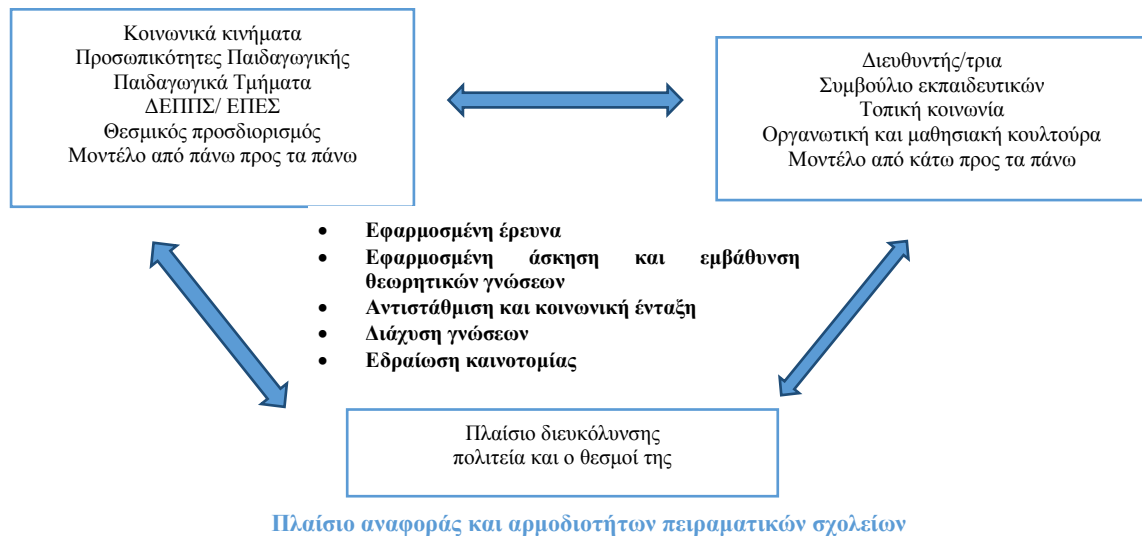 Κοινωνικά κινήματα
Προσωπικότητες Παιδαγωγικής
Παιδαγωγικά Τμήματα
ΔΕΠΠΣ/ ΕΠΕΣ
Θεσμικός προσδιορισμός
Μοντέλο από πάνω προς τα πάνω
Διευθυντής/τρια
Συμβούλιο εκπαιδευτικών
Τοπική κοινωνία
Οργανωτική και μαθησιακή κουλτούρα
Μοντέλο από κάτω προς τα πάνω
• Εφαρμοσμένη έρευνα
• Εφαρμοσμένη άσκηση και εμβάθυνση
θεωρητικών γνώσεων
• Αντιστάθμιση και κοινωνική ένταξη
• Διάχυση γνώσεων
• Εδραίωση καινοτομίας
Πλαίσιο διευκόλυνσης
πολιτεία και ο θεσμοί της
Πλαίσιο αναφοράς και αρμοδιοτήτων πειραματικών σχολείων